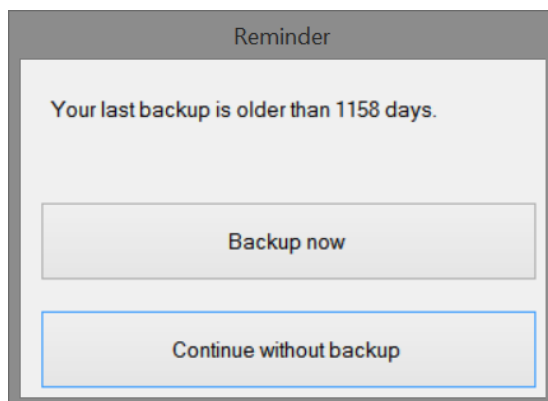 Reminder
Your last backup is older than 1158 days.
Backup now
Continue without backup